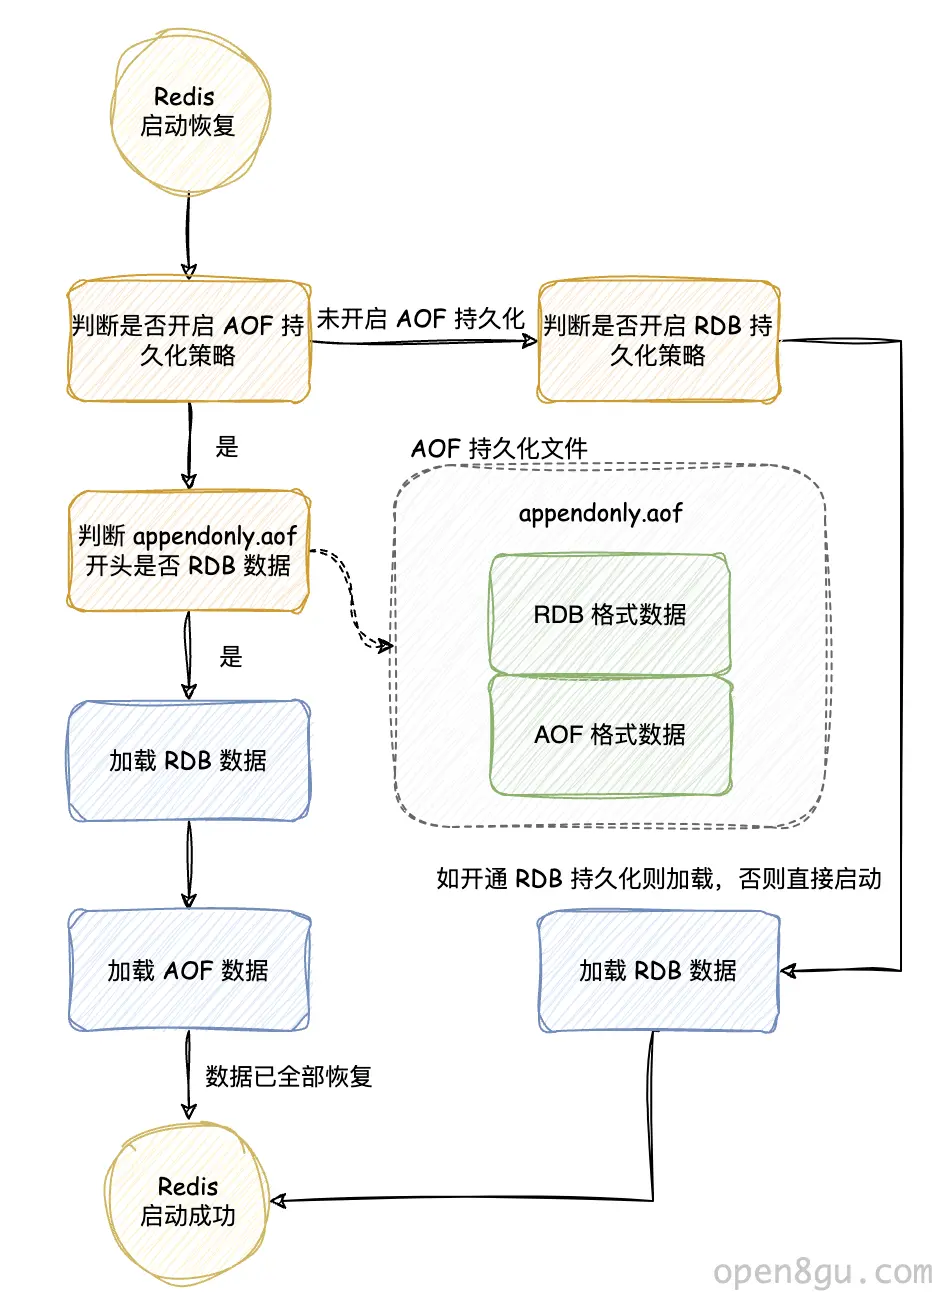 Redis
启动恢复
判断是否开启 AOF 持
久化策略
未开启 AOF 持久化
判断是否开启 RDB 持
久化策略
是
AOF 持久化文件
判断 appendonly.aof
开头是否 RDB 数据
appendonly.aof
RDB 格式数据
是
AOF 格式数据
加载 RDB 数据
如开通 RDB 持久化则加载，否则直接启动
加载 AOF 数据
加载 RDB 数据
数据已全部恢复
Redis
启动成功
open8gu.com